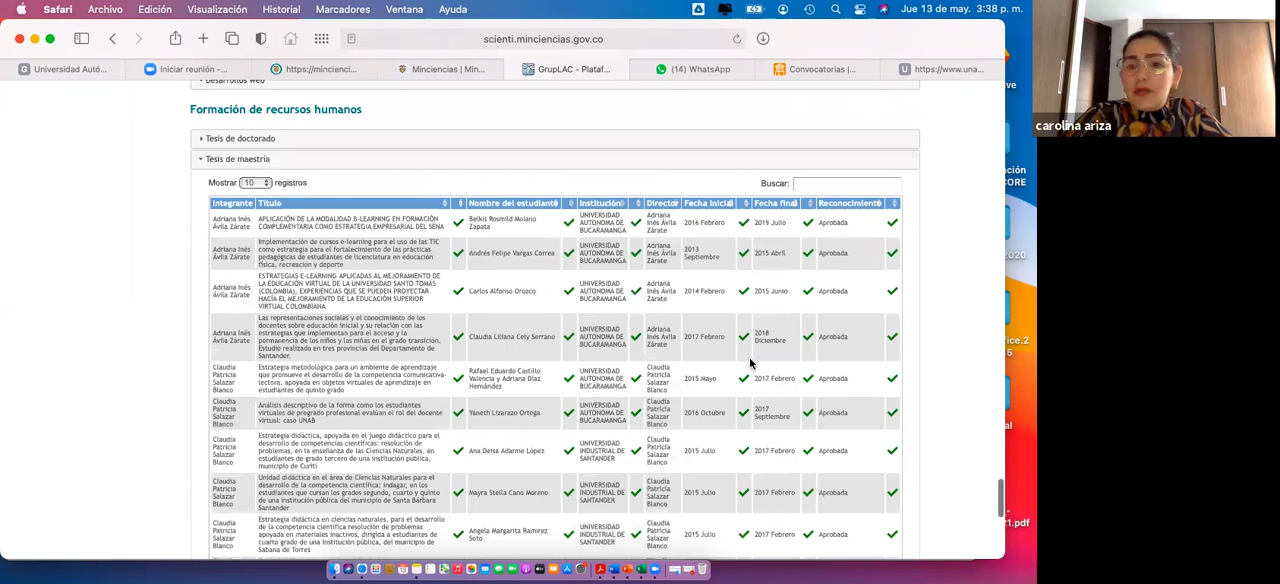 Safari Archivo Edición Visualización Historial Marcadores Ventana Ayuda
Jue 13 de may. 3:38 p. m.
scienti.minciencias.gov.co
Universidad Autó...
Iniciar reunión -...
https://mincienci...
Minciencias | Min...
GrupLAC - Plataf...
(14) WhatsApp
Convocatorias |...
https://www.una...
Desarrollos web
Formación de recursos humanos
Tesis de doctorado
Tesis de maestría
Mostrar 10 registros
Buscar:
Integrante Título Nombre del estudiante Institución Director Fecha Inicial Fecha final Reconocimiento
Adriana Inés
Ávila Zárate
APLICACIÓN DE LA MODALIDAD B-LEARNING EN FORMACIÓN
COMPLEMENTARIA COMO ESTRATEGIA EMPRESARIAL DEL SENA
Belkis Rosmild Molano
Zapata
UNIVERSIDAD
AUTONOMA DE
BUCARAMANGA
Adriana
Inés Ávila
Zárate
2016 Febrero
2019 Julio
Aprobada
Adriana Inés
Ávila Zárate
Implementación de cursos e-learning para el uso de las TIC
como estrategia para el fortalecimiento de las prácticas
pedagógicas de estudiantes de licenciatura en educación
física, recreación y deporte
Andrés Felipe Vargas Correa
UNIVERSIDAD
AUTONOMA DE
BUCARAMANGA
Adriana
Inés Ávila
Zárate
2013
Septiembre
2015 Abril
Aprobada
Adriana Inés
Ávila Zárate
ESTRATEGIAS E-LEARNING APLICADAS AL MEJORAMIENTO DE
LA EDUCACIÓN VIRTUAL DE LA UNIVERSIDAD SANTO TOMÁS
(COLOMBIA), EXPERIENCIAS QUE SE PUEDEN PROYECTAR
HACÍA EL MEJORAMIENTO DE LA EDUCACIÓN SUPERIOR
VIRTUAL COLOMBIANA
Carlos Alfonso Orozco
UNIVERSIDAD
AUTONOMA DE
BUCARAMANGA
Adriana
Inés Ávila
Zárate
2014 Febrero
2015 Junio
Aprobada
Adriana Inés
Ávila Zárate
Las representaciones sociales y el conocimiento de los
docentes sobre educación inicial y su relación con las
estrategias que implementan para el acceso y la
permanencia de los niños y las niñas en el grado transición.
Estudio realizado en tres provincias del Departamento de
Santander.
Claudia Liliana Cely Serrano
UNIVERSIDAD
AUTONOMA DE
BUCARAMANGA
Adriana
Inés Ávila
Zárate
2017 Febrero
2018
Diciembre
Aprobada
Claudia
Patricia
Salazar
Blanco
Estrategia metodológica para un ambiente de aprendizaje
que promueve el desarrollo de la competencia comunicativa-
lectora, apoyada en objetos virtuales de aprendizaje en
estudiantes de quinto grado
Rafael Eduardo Castillo
Valencia y Adriana Díaz
Hernández
UNIVERSIDAD
AUTONOMA DE
BUCARAMANGA
Claudia
Patricia
Salazar
Blanco
2015 Mayo
2017 Febrero
Aprobada
Claudia
Patricia
Salazar
Blanco
Análisis descriptivo de la forma como los estudiantes
virtuales de pregrado profesional evalúan el rol del docente
virtual: caso UNAB
Yaneth Lizarazo Ortega
UNIVERSIDAD
AUTONOMA DE
BUCARAMANGA
Claudia
Patricia
Salazar
Blanco
2016 Octubre
2017
Septiembre
Aprobada
Claudia
Patricia
Salazar
Blanco
Estrategia didáctica, apoyada en el juego didáctico para el
desarrollo de competencias científicas: resolución de
problemas, en la enseñanza de las Ciencias Naturales, en
estudiantes de grado tercero de una institución pública, del
municipio de Curití
Ana Deisa Adarme López
UNIVERSIDAD
INDUSTRIAL DE
SANTANDER
Claudia
Patricia
Salazar
Blanco
2015 Julio
2017 Febrero
Aprobada
Claudia
Patricia
Salazar
Blanco
Unidad didáctica en el área de Ciencias Naturales para el
desarrollo de la competencia científica: indagar, en los
estudiantes que cursan los grados segundo, cuarto y quinto
de una institución pública del municipio de Santa Bárbara
Santander
Mayra Stella Cano Moreno
UNIVERSIDAD
INDUSTRIAL DE
SANTANDER
Claudia
Patricia
Salazar
Blanco
2015 Julio
2017 Febrero
Aprobada
Claudia
Patricia
Salazar
Blanco
Estrategia didáctica en ciencias naturales, para el desarrollo
de la competencia científica resolución de problemas
apoyada en materiales inactivos, dirigida a estudiantes de
cuarto grado de una institución pública, del municipio de
Sabana de Torres
Angela Margarita Ramirez
Soto
UNIVERSIDAD
INDUSTRIAL DE
SANTANDER
Claudia
Patricia
Salazar
Blanco
2015 Julio
2017 Febrero
Aprobada
carolina ariza